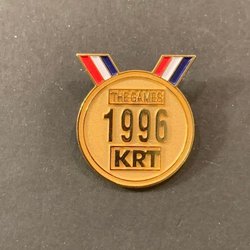 THE GAMES
1996
KRT